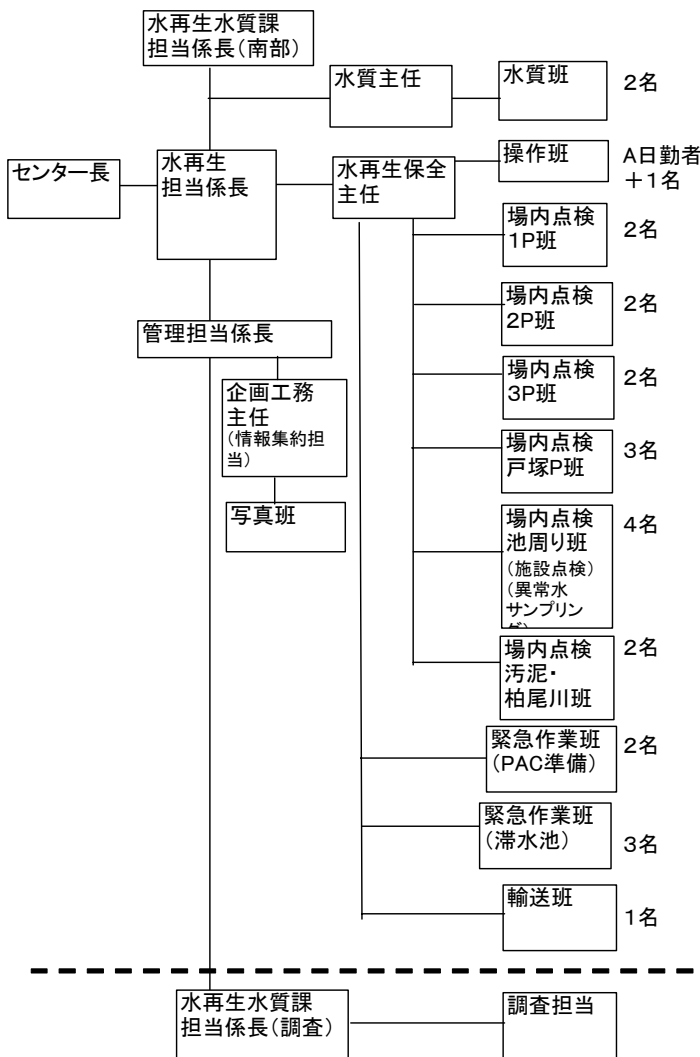 水再生水質課
担当係長（南部）
水質主任
水質班
2名
センター長
水再生
担当係長
水再生保全
主任
操作班
A日勤者
＋1名
場内点検
1P班
2名
場内点検
2P班
2名
管理担当係長
場内点検
3P班
2名
企画工務
主任
（情報集約担
当）
場内点検
戸塚P班
3名
写真班
場内点検
池周り班
（施設点検）
（異常水
サンプリン
グ）
4名
場内点検
汚泥・
柏尾川班
2名
緊急作業班
（PAC準備）
2名
緊急作業班
（滞水池）
3名
輸送班
1名
水再生水質課
担当係長（調査）
調査担当